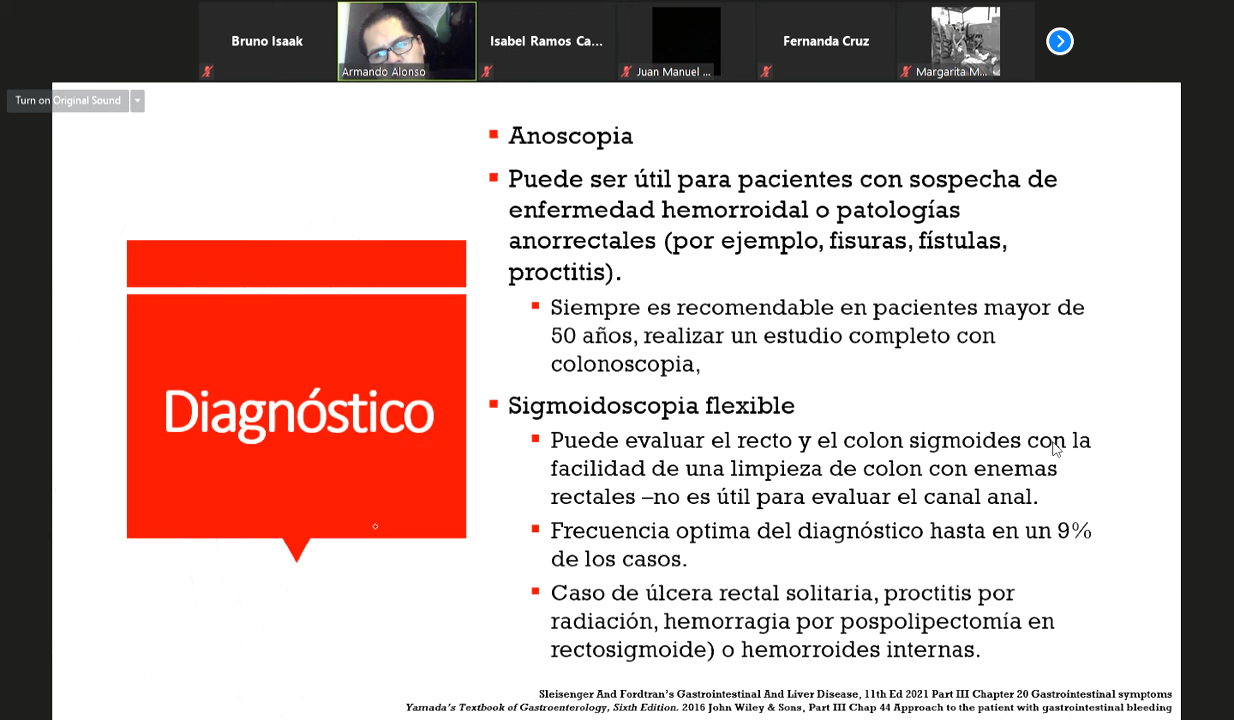 Bruno Isaak
Armando Alonso
Isabel Ramos Ca...
Juan Manuel ...
Fernanda Cruz
Margarita M...
Turn on Original Sound
Diagnóstico
Anoscopia
Puede ser útil para pacientes con sospecha de
enfermedad hemorroidal o patologías
anorrectales (por ejemplo, fisuras, fístulas,
proctitis).
Siempre es recomendable en pacientes mayor de
50 años, realizar un estudio completo con
colonoscopia,
Sigmoidoscopia flexible
Puede evaluar el recto y el colon sigmoides con la
facilidad de una limpieza de colon con enemas
rectales –no es útil para evaluar el canal anal.
Frecuencia optima del diagnóstico hasta en un 9%
de los casos.
Caso de úlcera rectal solitaria, proctitis por
radiación, hemorragia por pospolipectomía en
rectosigmoide) o hemorroides internas.
Sleisenger And Fordtran's Gastrointestinal And Liver Disease, 11th Ed 2021 Part III Chapter 20 Gastrointestinal symptoms
Yamada's Textbook of Gastroenterology, Sixth Edition. 2016 John Wiley & Sons, Part III Chap 44 Approach to the patient with gastrointestinal bleeding